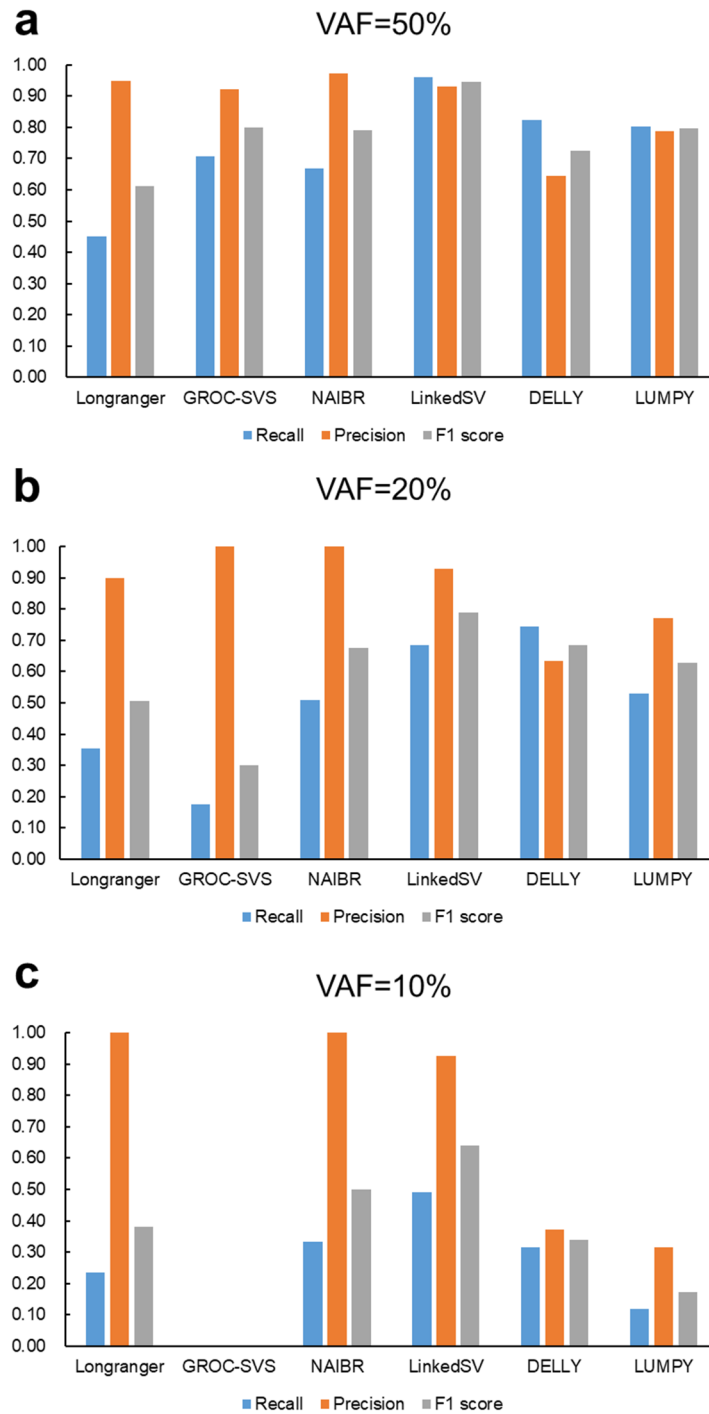 a
VAF=50%
1.00
0.90
0.80
0.70
0.60
0.50
0.40
0.30
0.20
0.10
0.00
Longranger GROC-SVS NAIBR LinkedSV DELLY LUMPY
Recall Precision F1 score
b
VAF=20%
1.00
0.90
0.80
0.70
0.60
0.50
0.40
0.30
0.20
0.10
0.00
Longranger GROC-SVS NAIBR LinkedSV DELLY LUMPY
Recall Precision F1 score
c
VAF=10%
1.00
0.90
0.80
0.70
0.60
0.50
0.40
0.30
0.20
0.10
0.00
Longranger GROC-SVS NAIBR LinkedSV DELLY LUMPY
Recall Precision F1 score